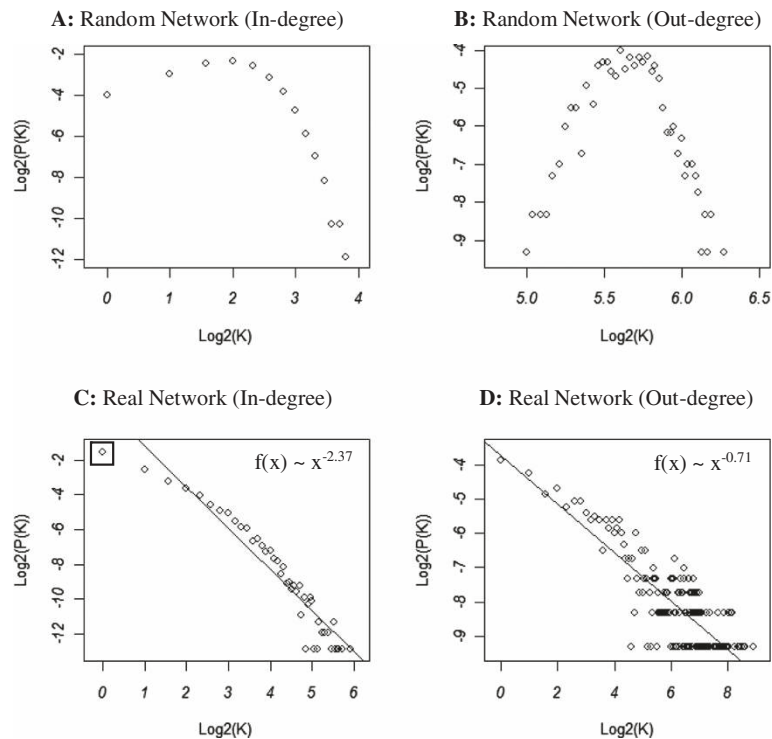 A: Random Network (In-degree)
Log2(P(K))
-2
-4
-6
-8
-10
-12
0 1 2 3 4
Log2(K)
B: Random Network (Out-degree)
Log2(P(K))
-4
-5
-6
-7
-8
-9
5.0 5.5 6.0 6.5
Log2(K)
C: Real Network (In-degree)
f(x) ~ x-2.37
Log2(P(K))
-2
-4
-6
-8
-10
-12
0 1 2 3 4 5 6
Log2(K)
D: Real Network (Out-degree)
f(x) ~ x-0.71
Log2(P(K))
-4
-5
-6
-7
-8
-9
0 2 4 6 8
Log2(K)